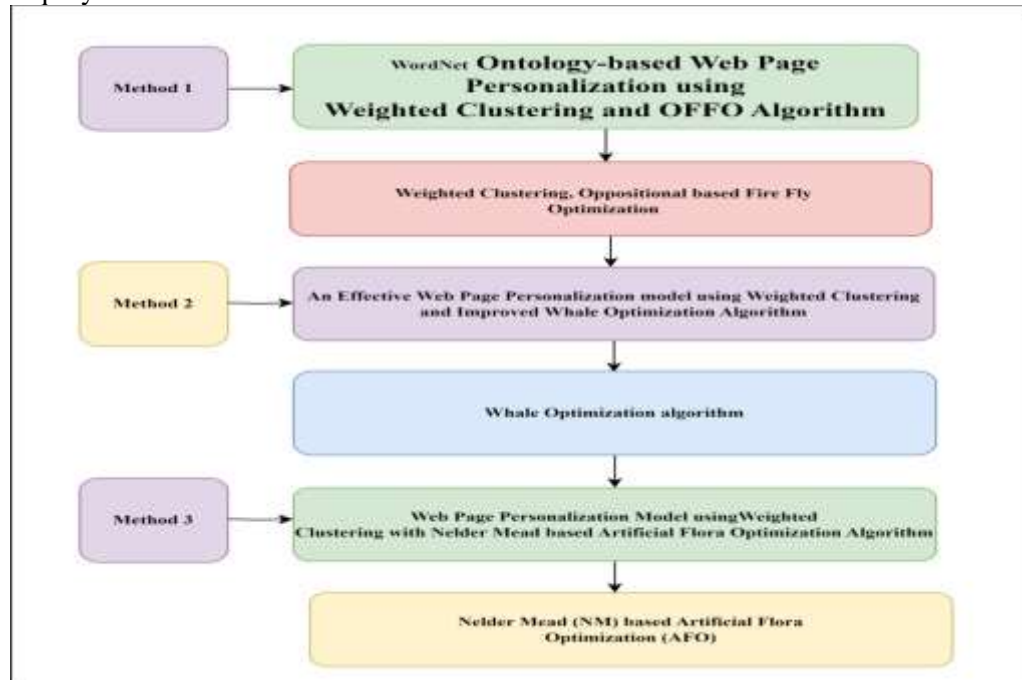 Method 1
WordNet Ontology-based Web Page
Personalization using
Weighted Clustering and OFFO Algorithm
Weighted Clustering, Oppositional based Fire Fly
Optimization
Method 2
An Effective Web Page Personalization model using Weighted Clustering
and Improved Whale Optimization Algorithm
Whale Optimization algorithm
Method 3
Web Page Personalization Model usingWeighted
Clustering with Nelder Mead based Artificial Flora Optimization Algorithm
Nelder Mead (NM) based Artificial Flora
Optimization (AFO)